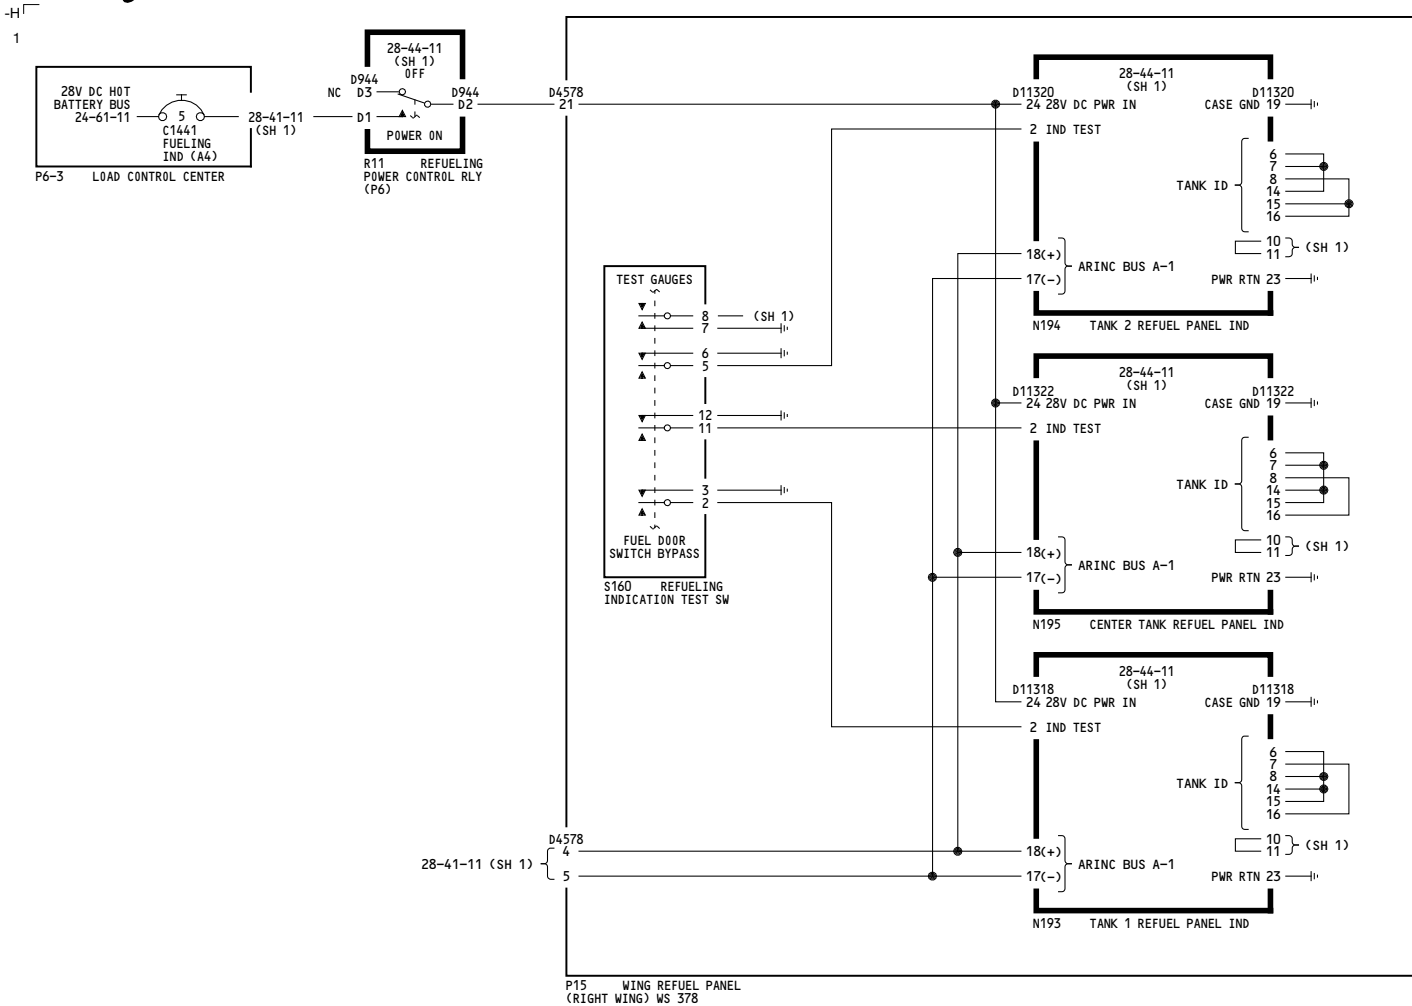 -H
1
28V DC HOT
BATTERY BUS
24-61-11
5
C1441
FUELING
IND (A4)
28-41-11
(SH 1)
P6-3 LOAD CONTROL CENTER
28-44-11
(SH 1)
OFF
D944
NC D3
D944
D2
D1
POWER ON
R11 REFUELING
POWER CONTROL RLY
(P6)
D4578
21
TEST GAUGES
8 (SH 1)
7
6
5
12
11
3
2
FUEL DOOR
SWITCH BYPASS
S160 REFUELING
INDICATION TEST SW
28-44-11
(SH 1)
D11320
24 28V DC PWR IN
2 IND TEST
D11320
CASE GND 19
TANK ID
6
7
8
14
15
16
10
11
(SH 1)
18(+)
17(-)
ARINC BUS A-1
PWR RTN 23
N194 TANK 2 REFUEL PANEL IND
28-44-11
(SH 1)
D11322
24 28V DC PWR IN
2 IND TEST
D11322
CASE GND 19
TANK ID
6
7
8
14
15
16
10
11
(SH 1)
18(+)
17(-)
ARINC BUS A-1
PWR RTN 23
N195 CENTER TANK REFUEL PANEL IND
28-44-11
(SH 1)
D11318
24 28V DC PWR IN
2 IND TEST
D11318
CASE GND 19
TANK ID
6
7
8
14
15
16
10
11
(SH 1)
D4578
28-41-11 (SH 1)
4
5
18(+)
17(-)
ARINC BUS A-1
PWR RTN 23
N193 TANK 1 REFUEL PANEL IND
P15 WING REFUEL PANEL
(RIGHT WING) WS 378